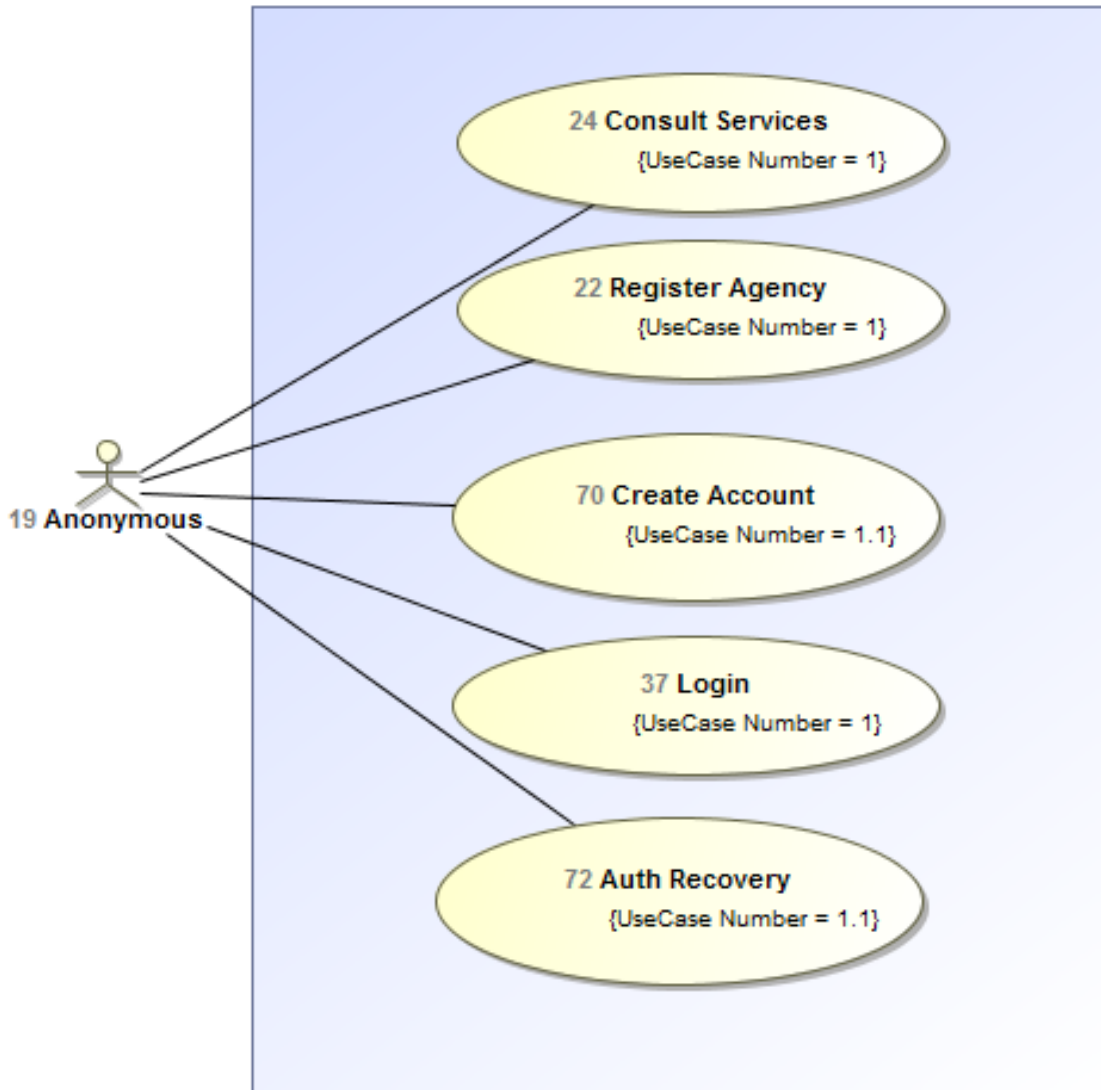 24 Consult Services
{UseCase Number = 1}
22 Register Agency
{UseCase Number = 1}
19 Anonymous
70 Create Account
{UseCase Number = 1.1}
37 Login
{UseCase Number = 1}
72 Auth Recovery
{UseCase Number = 1.1}